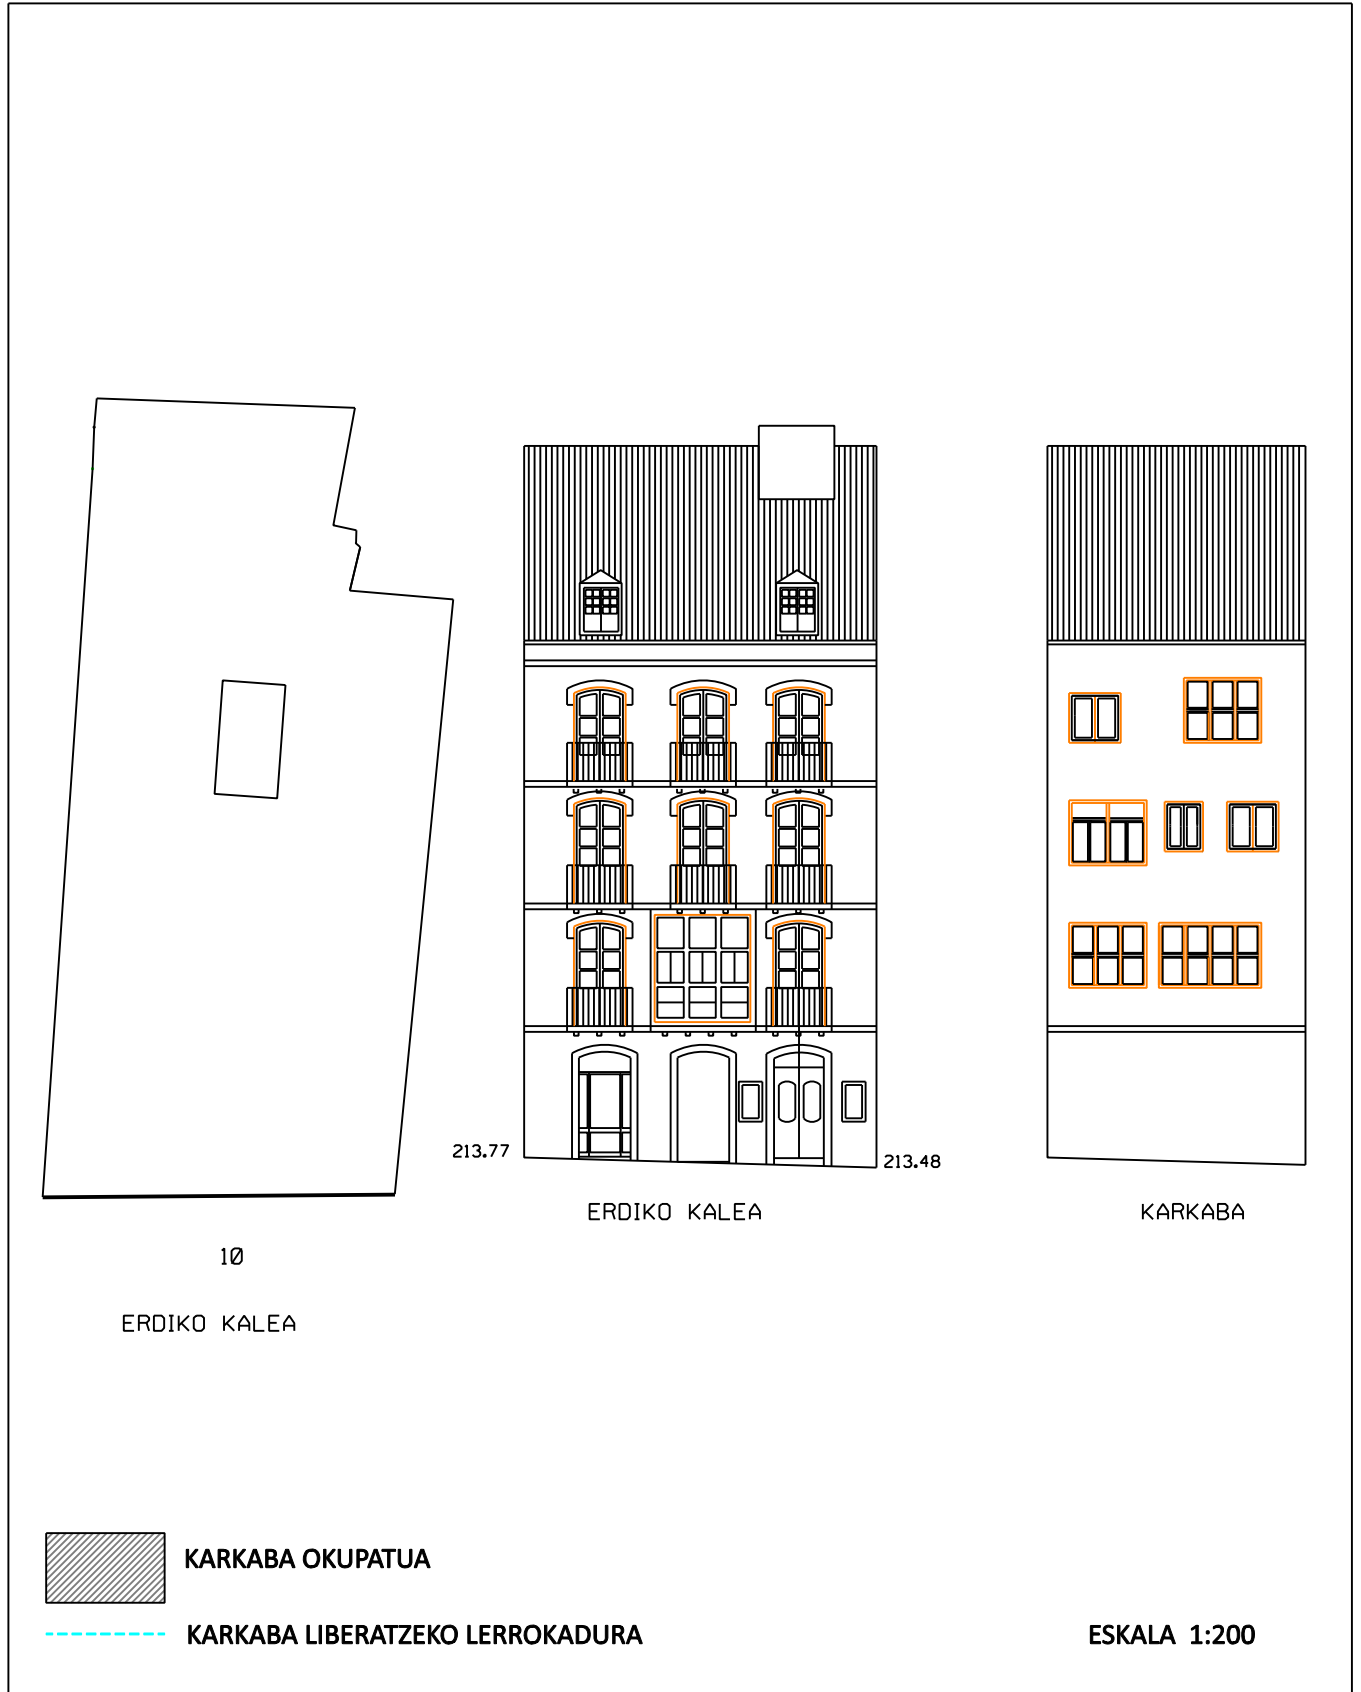 213.77
213.48
ERDIKO KALEA
KARKABA
10
ERDIKO KALEA
KARKABA OKUPATUA
KARKABA LIBERATZEKO LERROKADURA
ESKALA 1:200